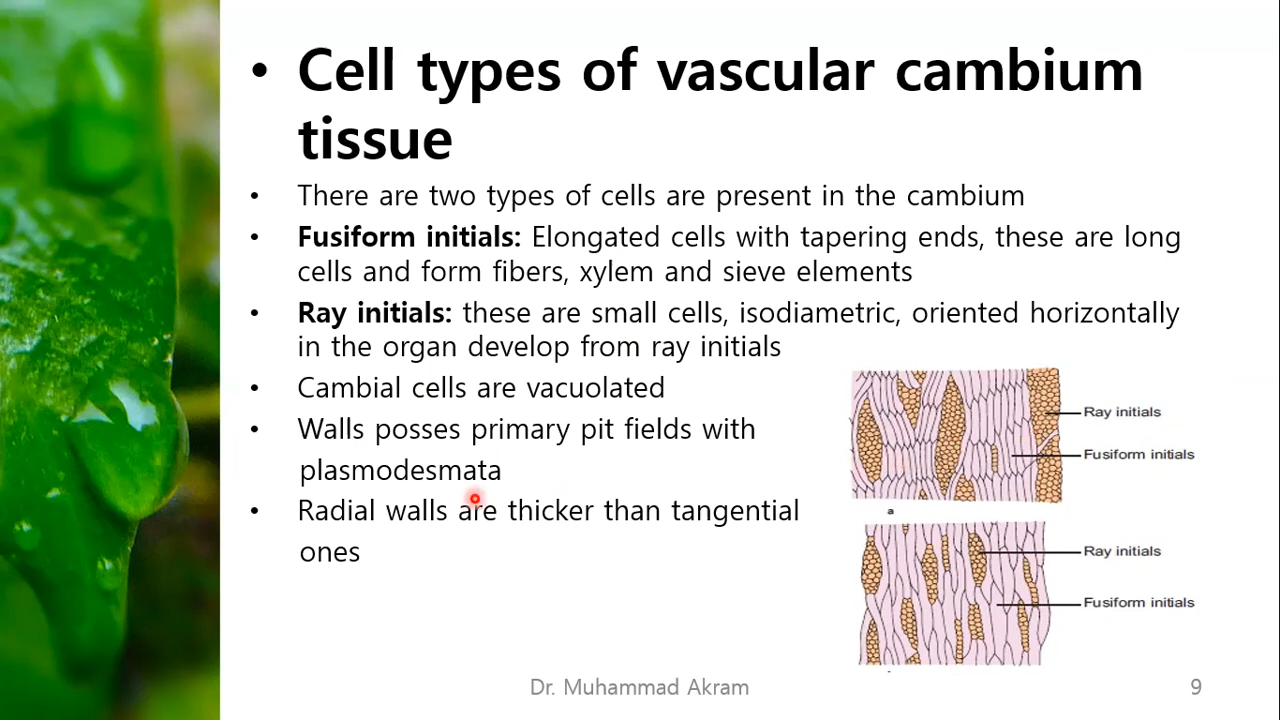 • Cell types of vascular cambium
tissue
• There are two types of cells are present in the cambium
• Fusiform initials: Elongated cells with tapering ends, these are long
cells and form fibers, xylem and sieve elements
• Ray initials: these are small cells, isodiametric, oriented horizontally
in the organ develop from ray initials
• Cambial cells are vacuolated
• Walls posses primary pit fields with
plasmodesmata
• Radial walls are thicker than tangential
ones
Ray initials
Fusiform initials
a
Ray initials
Fusiform initials
Dr. Muhammad Akram
9